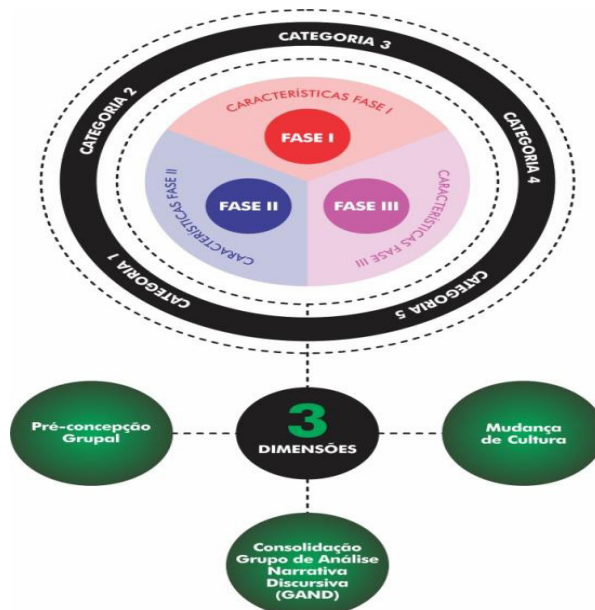 CATEGORIA 3
CATEGORIA 2
CATEGORIA 4
CATEGORIA 1
CATEGORIA 5
CARACTERÍSTICAS FASE I
FASE I
CARACTERÍSTICAS FASE II
FASE II
FASE III
CARACTERÍSTICAS FASE III
Pré-concepção
Grupal
3
DIMENSÕES
Mudança
de Cultura
Consolidação
Grupo de Análise
Narrativa
Discursiva
(GAND)